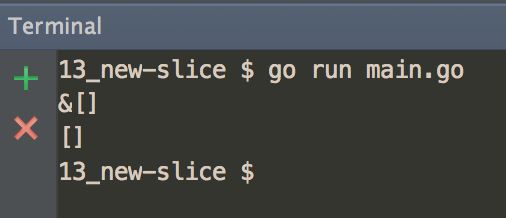 Terminal
13_new-slice $ go run main.go
&[]
[]
13_new-slice $